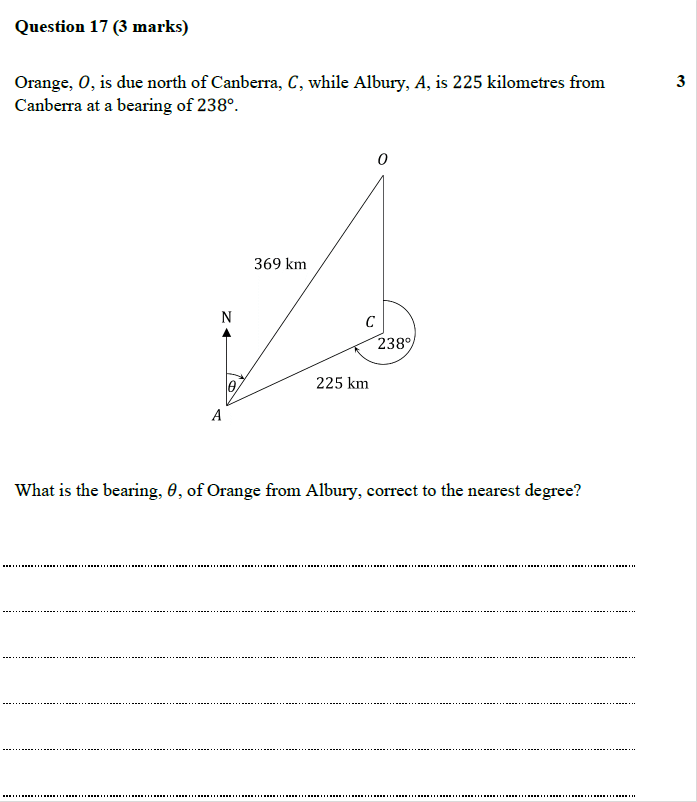 Question 17 (3 marks)
Orange, O, is due north of Canberra, C, while Albury, A, is 225 kilometres from 3
Canberra at a bearing of 238°.
O
369 km
N
C
238°
θ
225 km
A
What is the bearing, θ, of Orange from Albury, correct to the nearest degree?